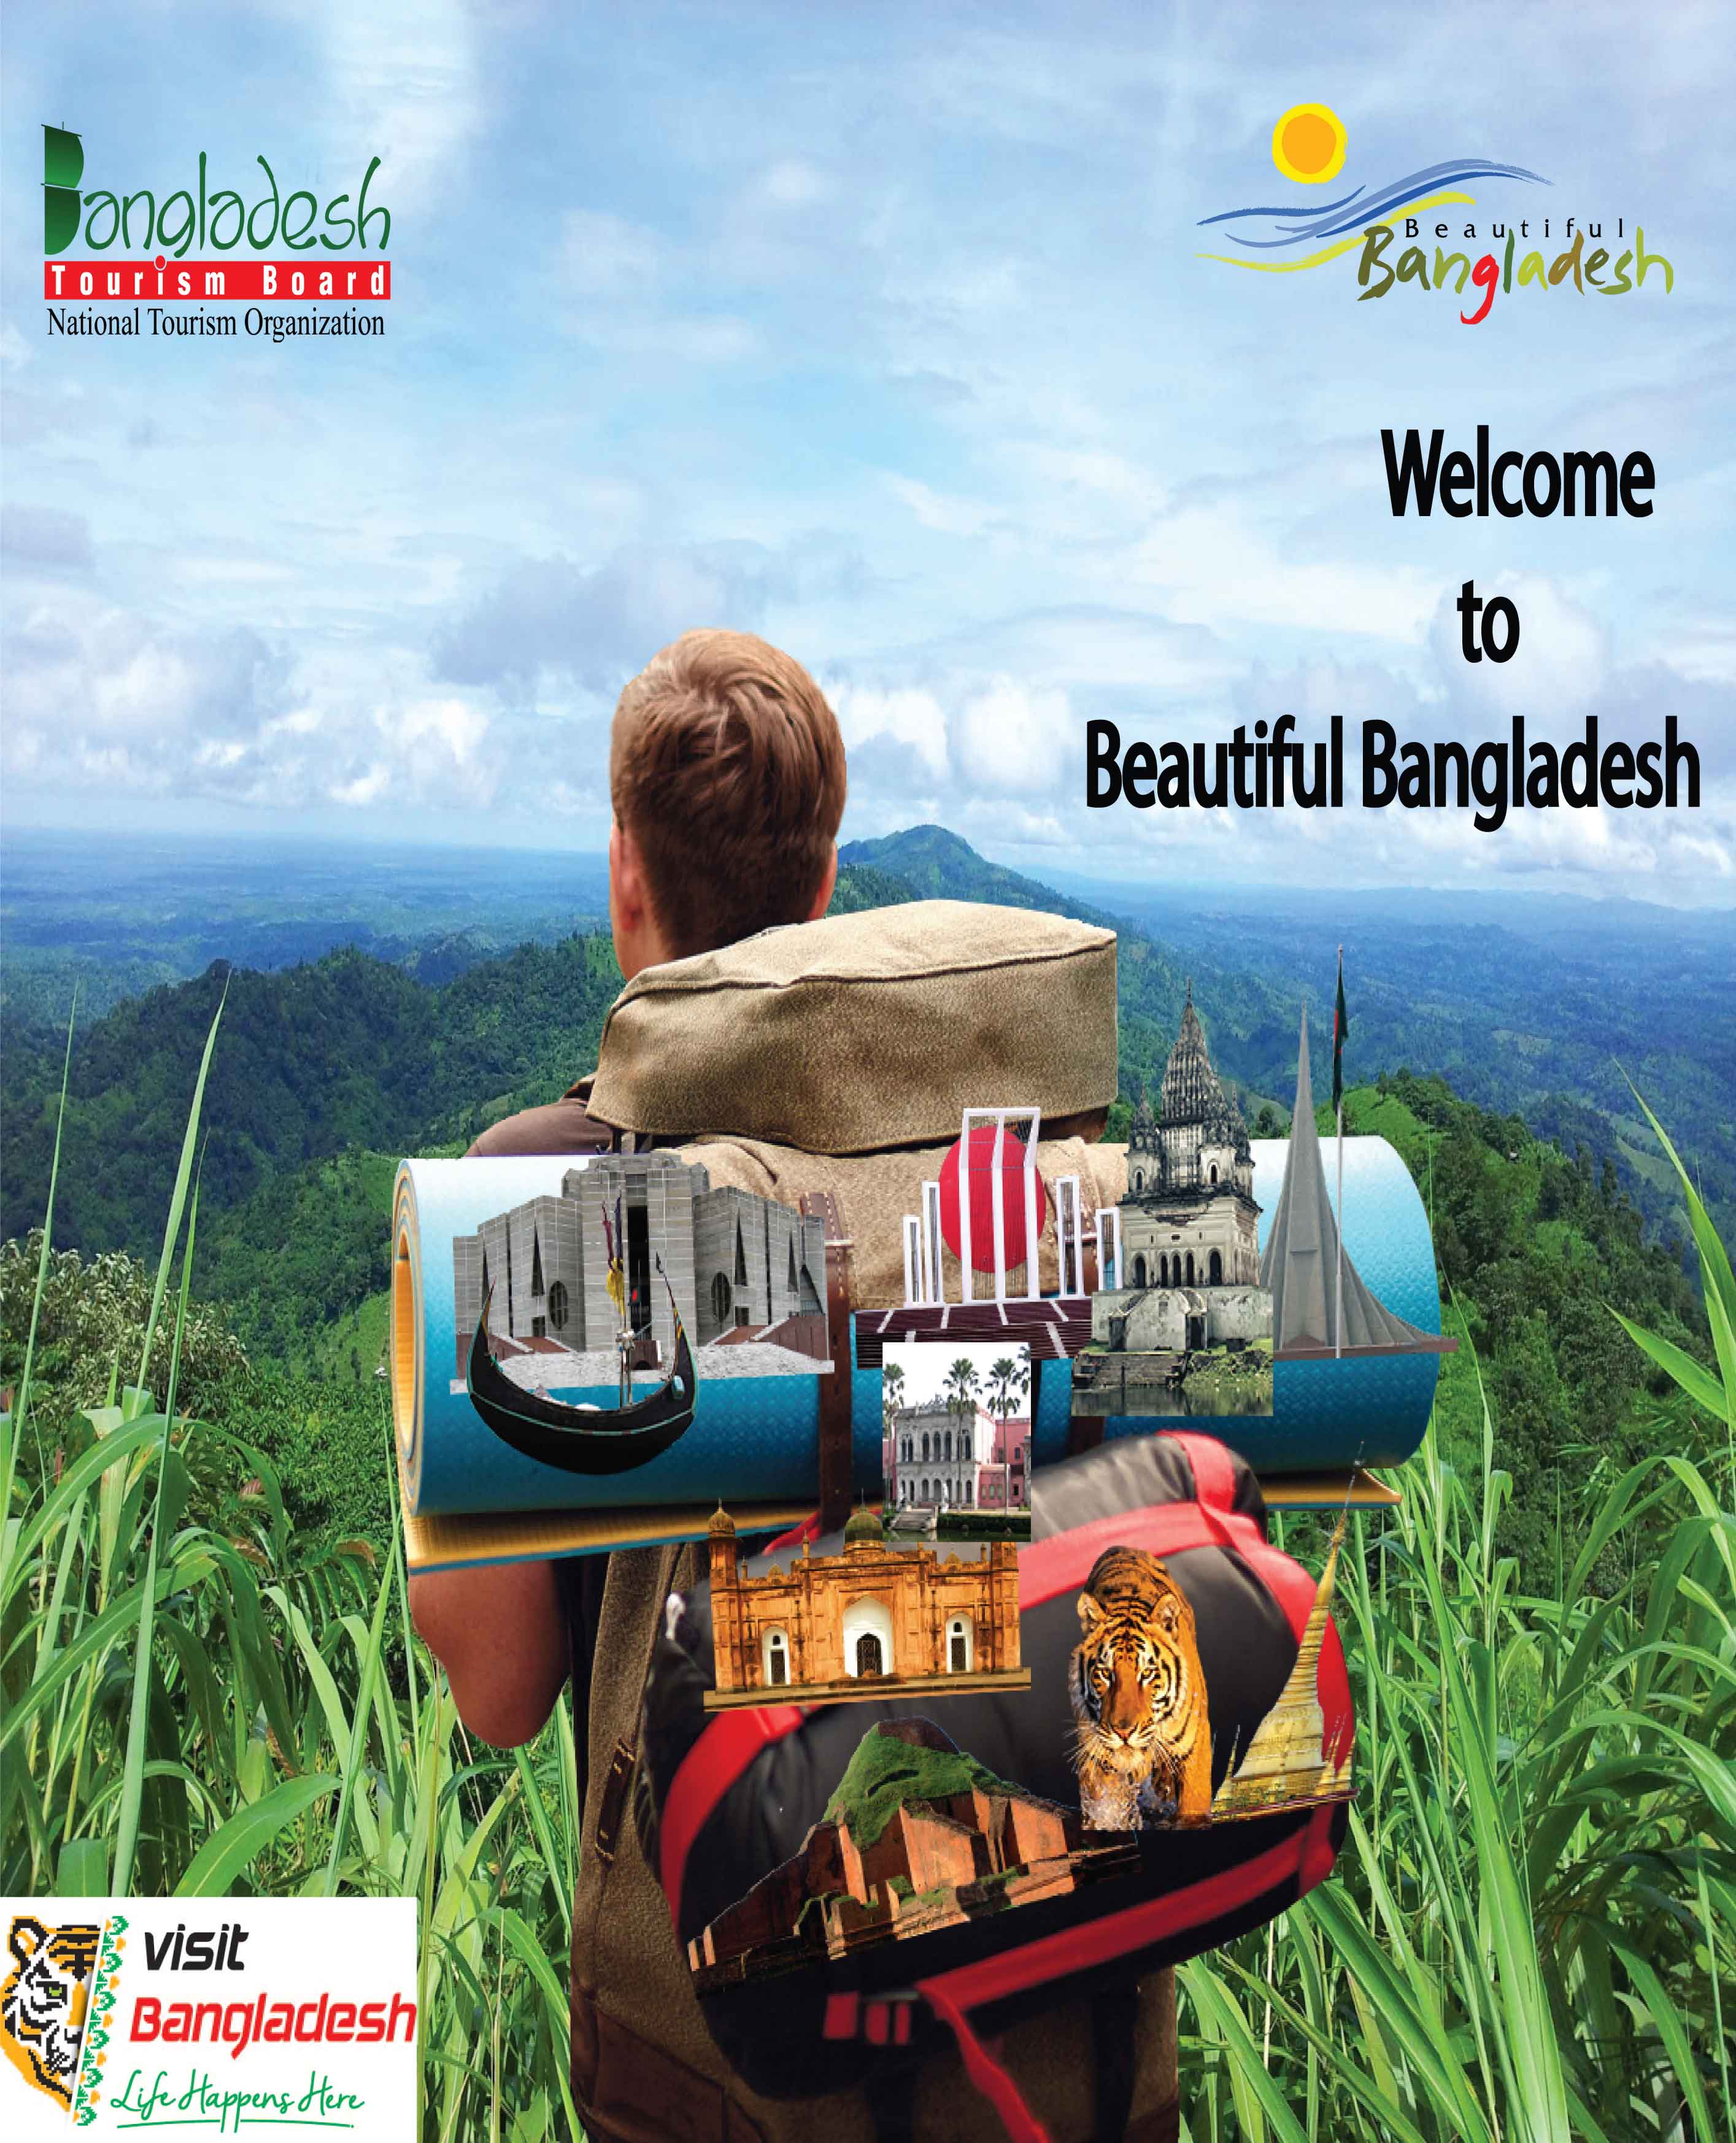 Bangladesh
Tourism Board
National Tourism Organization
Beautiful
Bangladesh
Welcome
to
Beautiful Bangladesh
visit
Bangladesh
Life Happens Here